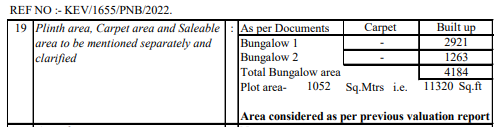 REF NO :- KEV/1655/PNB/2022.
19 Plinth area, Carpet area and Saleable : As per Documents Carpet Built up
area to be mentioned separately and Bungalow 1 - 2921
clarified Bungalow 2 - 1263
Total Bungalow area 4184
Plot area- 1052 Sq.Mtrs i.e. 11320 Sq.ft
Area considered as per previous valuation report